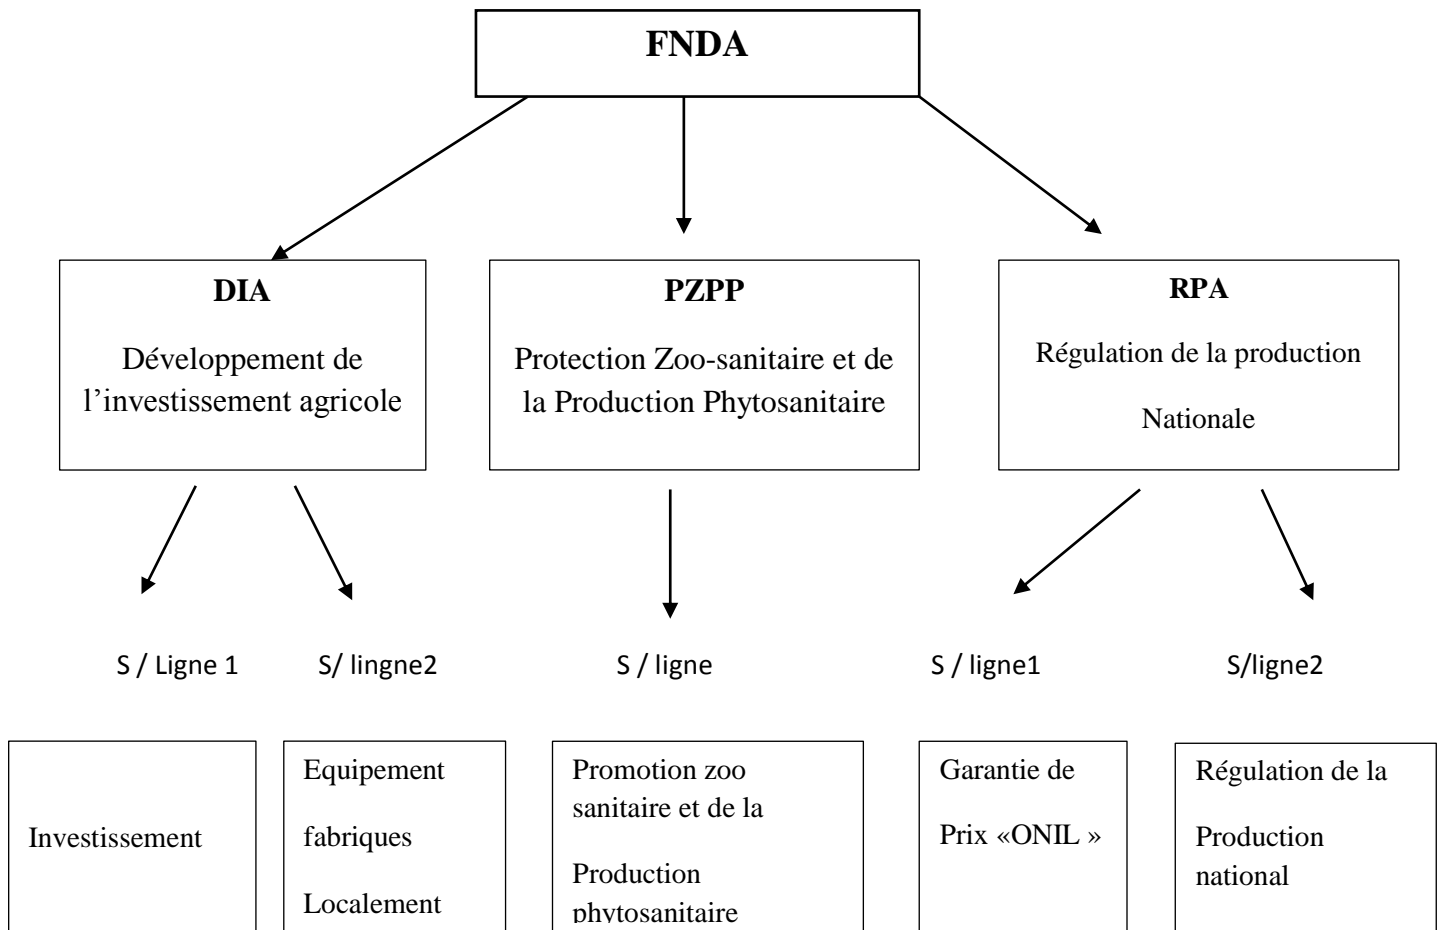 FNDA
DIA
Développement de
l’investissement agricole
PZPP
Protection Zoo-sanitaire et de
la Production Phytosanitaire
RPA
Régulation de la production
Nationale
S / Ligne 1
S/ lingne2
S / ligne
S / ligne1
S/ligne2
Investissement
Equipement
fabriques
Localement
Promotion zoo
sanitaire et de la
Production
phytosanitaire
Garantie de
Prix «ONIL »
Régulation de la
Production
national